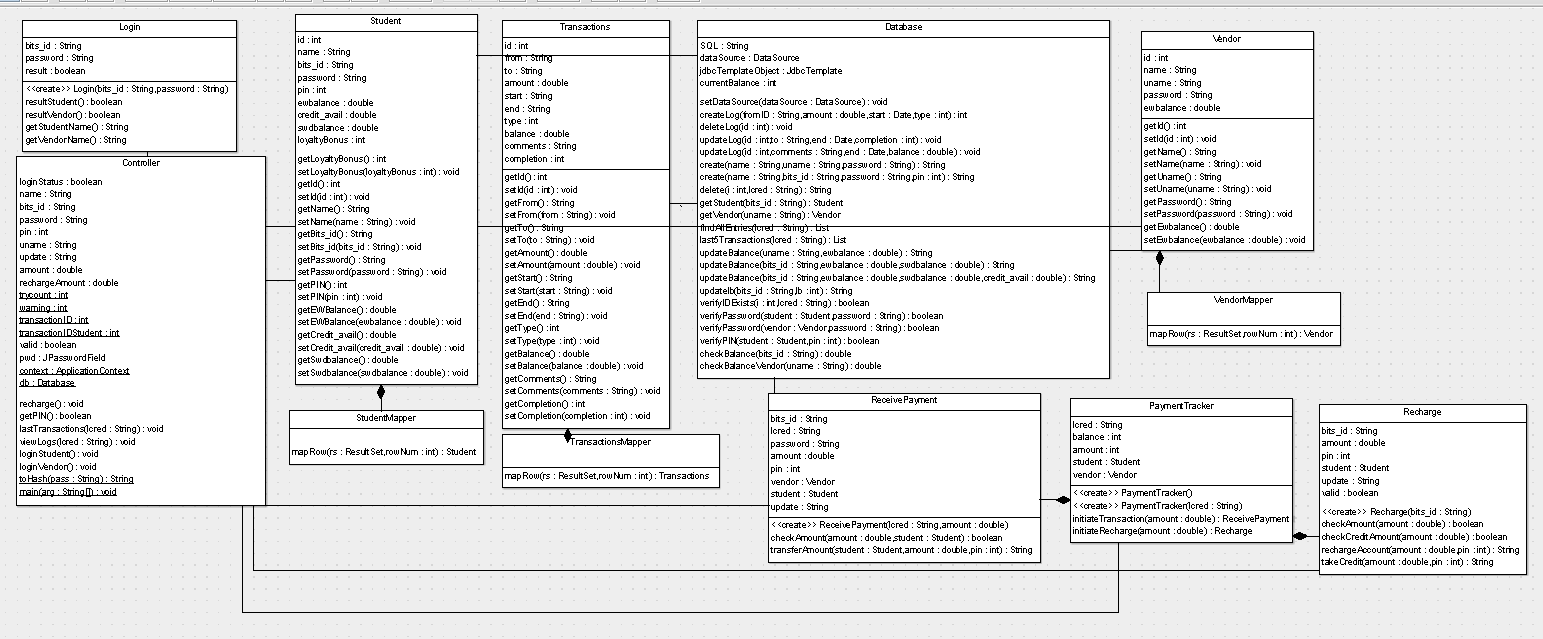 Login
bits_id : String
password : String
result : boolean
<<create>> Login(bits_id : String,password : String)
resultStudent() : boolean
resultVendor() : boolean
getStudentName() : String
getVendorName() : String
Controller
loginStatus : boolean
name : String
bits_id : String
password : String
pin : int
uname : String
update : String
amount : double
rechargeAmount : double
trycount : int
warning : int
transactionID : int
transactionIDStudent : int
valid : boolean
pwd : JPasswordField
context : ApplicationContext
db : Database
recharge() : void
getPIN() : boolean
lastTransactions(lcred : String) : void
viewLogs(lcred : String) : void
loginStudent() : void
loginVendor() : void
toHash(pass : String) : String
main(arg : String[]) : void
Student
id : int
name : String
bits_id : String
password : String
pin : int
ewbalance : double
credit_avail : double
swdbalance : double
loyaltyBonus : int
getLoyaltyBonus() : int
setLoyaltyBonus(loyaltyBonus : int) : void
getId() : int
setId(id : int) : void
getName() : String
setName(name : String) : void
getBits_id() : String
setBits_id(bits_id : String) : void
getPassword() : String
setPassword(password : String) : void
getPIN() : int
setPIN(pin : int) : void
getEWBalance() : double
setEWBalance(ewbalance : double) : void
getCredit_avail() : double
setCredit_avail(credit_avail : double) : void
getSwdbalance() : double
setSwdbalance(swdbalance : double) : void
StudentMapper
mapRow(rs : ResultSet,rowNum : int) : Student
Transactions
id : int
from : String
to : String
amount : double
start : String
end : String
type : int
balance : double
comments : String
completion : int
getId() : int
setId(id : int) : void
getFrom() : String
setFrom(from : String) : void
getTo() : String
setTo(to : String) : void
getAmount() : double
setAmount(amount : double) : void
getStart() : String
setStart(start : String) : void
getEnd() : String
setEnd(end : String) : void
getType() : int
setType(type : int) : void
getBalance() : double
setBalance(balance : double) : void
getComments() : String
setComments(comments : String) : void
getCompletion() : int
setCompletion(completion : int) : void
TransactionsMapper
mapRow(rs : ResultSet,rowNum : int) : Transactions
Database
SQL : String
dataSource : DataSource
jdbcTemplateObject : JdbcTemplate
currentBalance : int
setDataSource(dataSource : DataSource) : void
createLog(fromID : String,amount : double,start : Date,type : int) : int
deleteLog(id : int) : void
updateLog(id : int,to : String,end : Date,completion : int) : void
updateLog(id : int,comments : String,end : Date,balance : double) : void
create(name : String,uname : String,password : String) : String
create(name : String,bits_id : String,password : String,pin : int) : String
delete(i : int,lcred : String) : String
getStudent(bits_id : String) : Student
getVendor(uname : String) : Vendor
findAllEntries(lcred : String) : List
last5Transactions(lcred : String) : List
updateBalance(uname : String,ewbalance : double) : String
updateBalance(bits_id : String,ewbalance : double,swdbalance : double) : String
updateBalance(bits_id : String,ewbalance : double,swdbalance : double,credit_avail : double) : String
updatelb(bits_id : String,lb : int) : String
verifyIDExists(i : int,lcred : String) : boolean
verifyPassword(student : Student,password : String) : boolean
verifyPassword(vendor : Vendor,password : String) : boolean
verifyPIN(student : Student,pin : int) : boolean
checkBalance(bits_id : String) : double
checkBalanceVendor(uname : String) : double
Vendor
id : int
name : String
uname : String
password : String
ewbalance : double
getId() : int
setId(id : int) : void
getName() : String
setName(name : String) : void
getUname() : String
setUname(uname : String) : void
getPassword() : String
setPassword(password : String) : void
getEwbalance() : double
setEwbalance(ewbalance : double) : void
VendorMapper
mapRow(rs : ResultSet,rowNum : int) : Vendor
ReceivePayment
bits_id : String
lcred : String
password : String
amount : double
pin : int
vendor : Vendor
student : Student
update : String
<<create>> ReceivePayment(lcred : String,amount : double)
checkAmount(amount : double,student : Student) : boolean
transferAmount(student : Student,amount : double,pin : int) : String
PaymentTracker
lcred : String
balance : int
amount : int
student : Student
vendor : Vendor
<<create>> PaymentTracker()
<<create>> PaymentTracker(lcred : String)
initiateTransaction(amount : double) : ReceivePayment
initiateRecharge(amount : double) : Recharge
Recharge
bits_id : String
amount : double
pin : int
student : Student
update : String
valid : boolean
<<create>> Recharge(bits_id : String)
checkAmount(amount : double) : boolean
checkCreditAmount(amount : double) : boolean
rechargeAccount(amount : double,pin : int) : String
takeCredit(amount : double,pin : int) : String